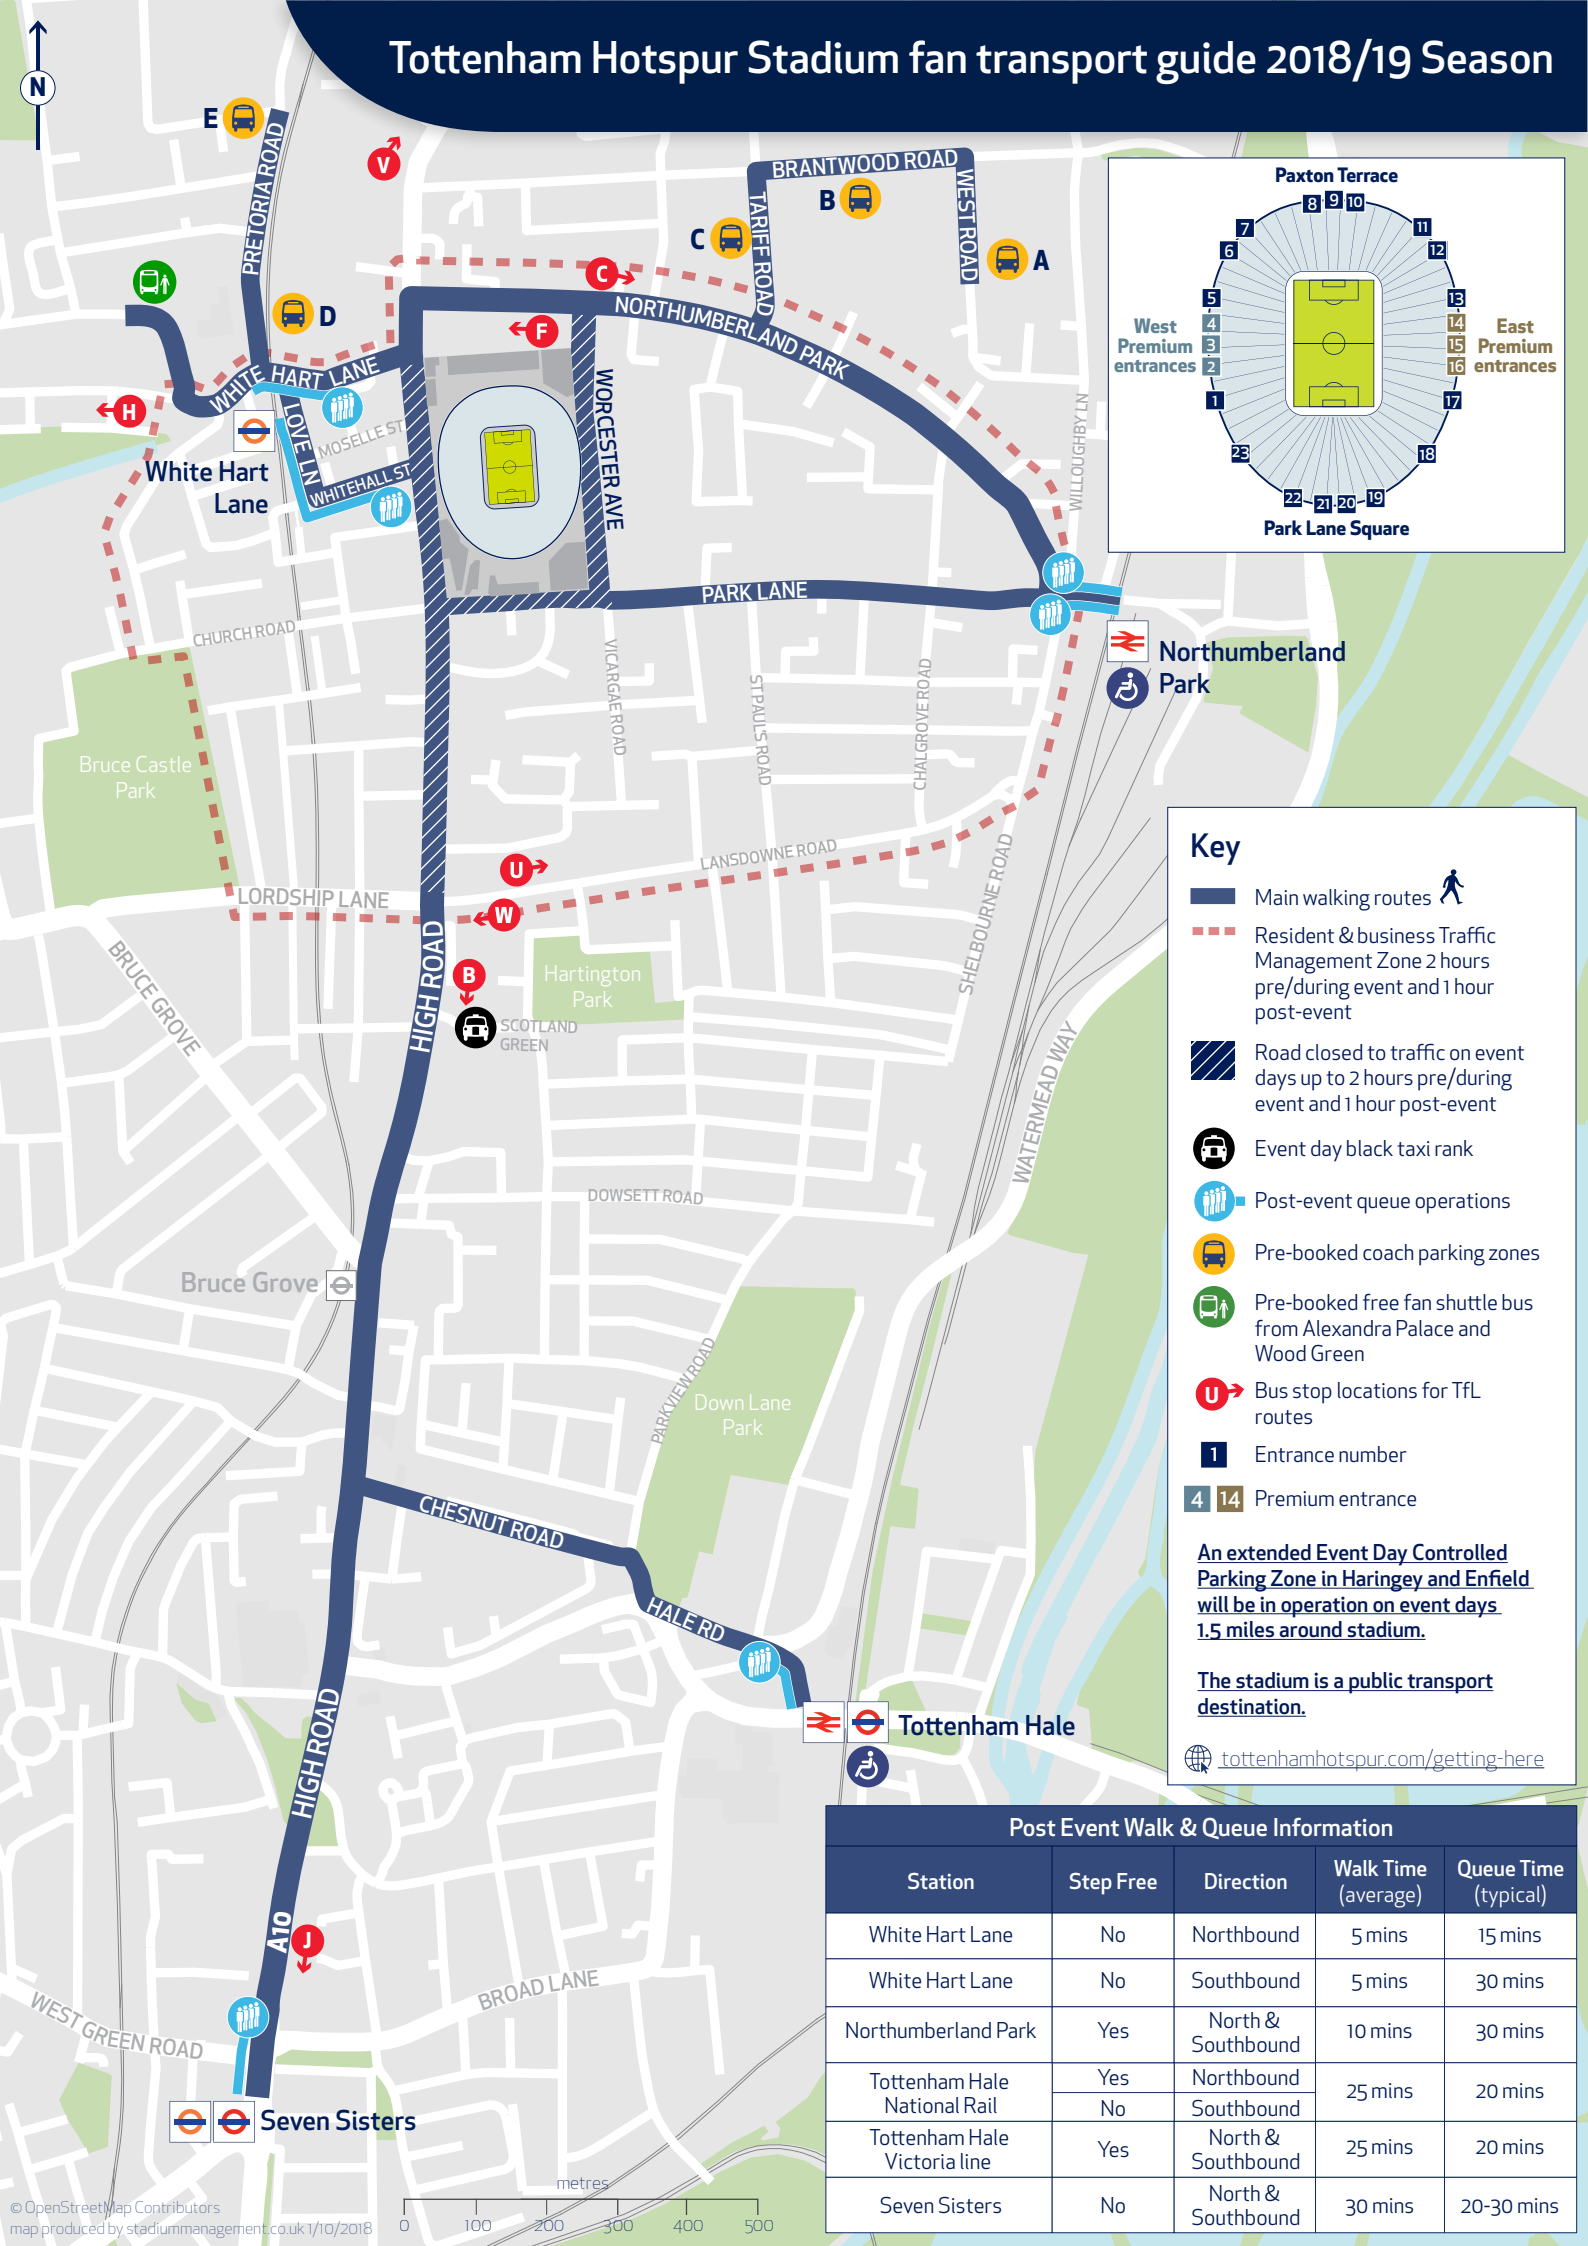 Tottenham Hotspur Stadium fan transport guide 2018/19 Season
N
E
V
PRETORIA ROAD
BRANTWOOD ROAD
B
TARIFF ROAD
WEST ROAD
C
A
C
D
F
NORTHUMBERLAND PARK
WHITE HART LANE
H
LOVE LN
MOSELLE ST
WHITEHALL ST
White Hart
Lane
WORCESTER AVE
WILLOUGHBY LN
PARK LANE
Northumberland
Park
CHURCH ROAD
VICARGAE ROAD
ST PAUL'S ROAD
CHALGROVE ROAD
Bruce Castle
Park
LANSDOWNE ROAD
U
W
LORDSHIP LANE
SHELBOURNE ROAD
BRUCE GROVE
HIGH ROAD
B
Hartington
Park
SCOTLAND
GREEN
WATERMEAD WAY
DOWSETT ROAD
Bruce Grove
PARKVIEW ROAD
Down Lane
Park
CHESNUT ROAD
HALE RD
Tottenham Hale
HIGH ROAD
A10
J
BROAD LANE
WEST GREEN ROAD
Seven Sisters
metres
0 100 200 300 400 500
© OpenStreetMap Contributors
map produced by stadiummanagement.co.uk 1/10/2018
Paxton Terrace
8 9 10
7 11
6 12
5 13
4 14
3 15
2 16
West
Premium
entrances
East
Premium
entrances
1 17
23 18
22 21 20 19
Park Lane Square
Key
Main walking routes
Resident & business Traffic
Management Zone 2 hours
pre/during event and 1 hour
post-event
Road closed to traffic on event
days up to 2 hours pre/during
event and 1 hour post-event
Event day black taxi rank
Post-event queue operations
Pre-booked coach parking zones
Pre-booked free fan shuttle bus
from Alexandra Palace and
Wood Green
U Bus stop locations for TfL
routes
1 Entrance number
4 14 Premium entrance
An extended Event Day Controlled
Parking Zone in Haringey and Enfield
will be in operation on event days
1.5 miles around stadium.
The stadium is a public transport
destination.
tottenhamhotspur.com/getting-here
Post Event Walk & Queue Information
Station Step Free Direction Walk Time (average) Queue Time (typical)
White Hart Lane No Northbound 5 mins 15 mins
White Hart Lane No Southbound 5 mins 30 mins
Northumberland Park Yes North & Southbound 10 mins 30 mins
Tottenham Hale National Rail Yes Northbound 25 mins 20 mins
No Southbound
Tottenham Hale Victoria line Yes North & Southbound 25 mins 20 mins
Seven Sisters No North & Southbound 30 mins 20-30 mins